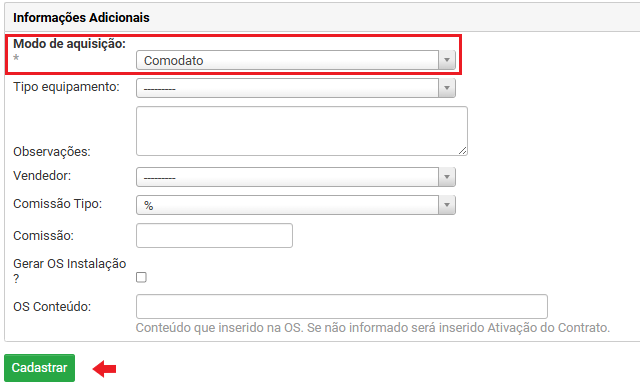 Informações Adicionais
Modo de aquisição:
* Comodato
Tipo equipamento: ---------
Observações:
Vendedor: ---------
Comissão Tipo: %
Comissão:
Gerar OS Instalação
?
OS Conteúdo:
Conteúdo que inserido na OS. Se não informado será inserido Ativação do Contrato.
Cadastrar